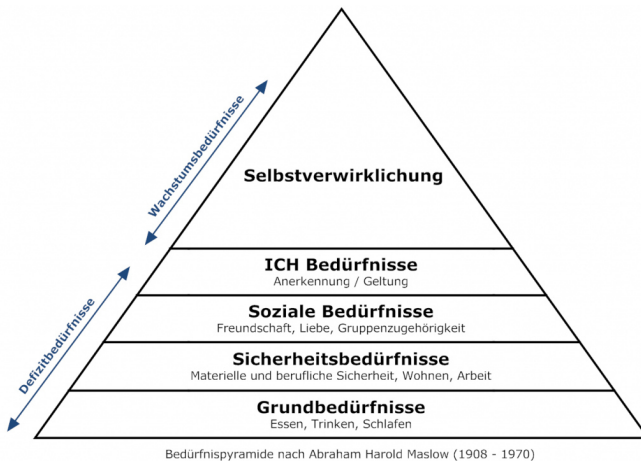 Wachstumsbedürfnisse
Selbstverwirklichung
Defizitbedürfnisse
ICH Bedürfnisse
Anerkennung / Geltung
Soziale Bedürfnisse
Freundschaft, Liebe, Gruppenzugehörigkeit
Sicherheitsbedürfnisse
Materielle und berufliche Sicherheit, Wohnen, Arbeit
Grundbedürfnisse
Essen, Trinken, Schlafen
Bedürfnispyramide nach Abraham Harold Maslow (1908 - 1970)